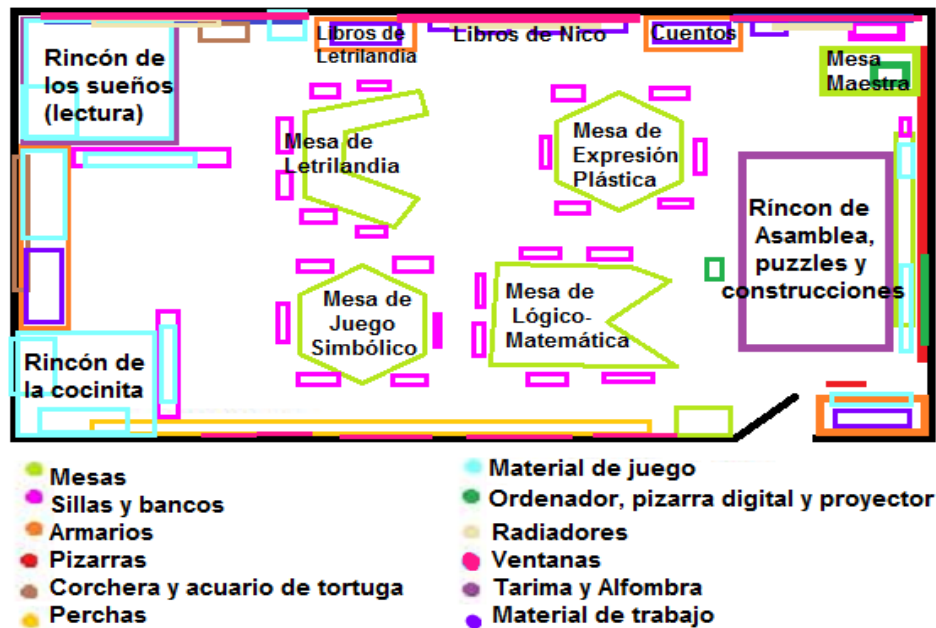 Rincón de
los sueños
(lectura)
Libros de
Letrilandia
Libros de Nico
Cuentos
Mesa
Maestra
Mesa de
Letrilandia
Mesa de
Expresión
Plástica
Ríncon de
Asamblea,
puzzles y
construcciones
Mesa de
Juego
Simbólico
Mesa de
Lógico-
Matemática
Rincón de
la cocinita
Mesas
Sillas y bancos
Armarios
Pizarras
Corchera y acuario de tortuga
Perchas
Material de juego
Ordenador, pizarra digital y proyector
Radiadores
Ventanas
Tarima y Alfombra
Material de trabajo